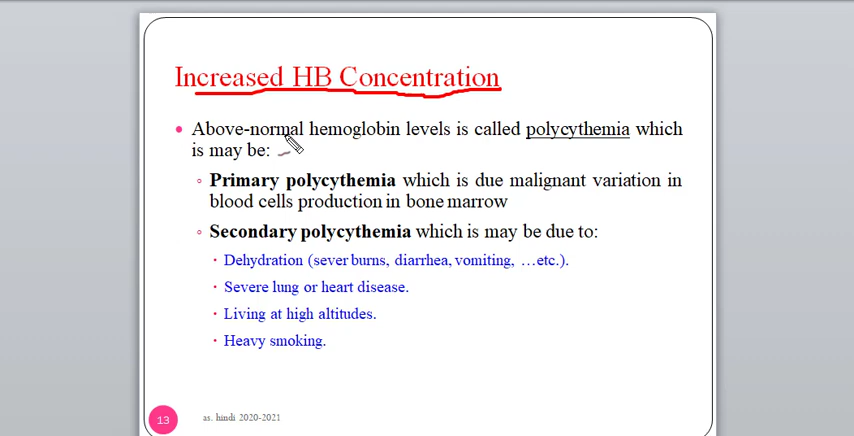 Increased HB Concentration
• Above-normal hemoglobin levels is called polycythemia which
is may be:
◦ Primary polycythemia which is due malignant variation in
blood cells production in bone marrow
◦ Secondary polycythemia which is may be due to:
• Dehydration (sever burns, diarrhea, vomiting, …etc.).
• Severe lung or heart disease.
• Living at high altitudes.
• Heavy smoking.
13
as. hindi 2020-2021